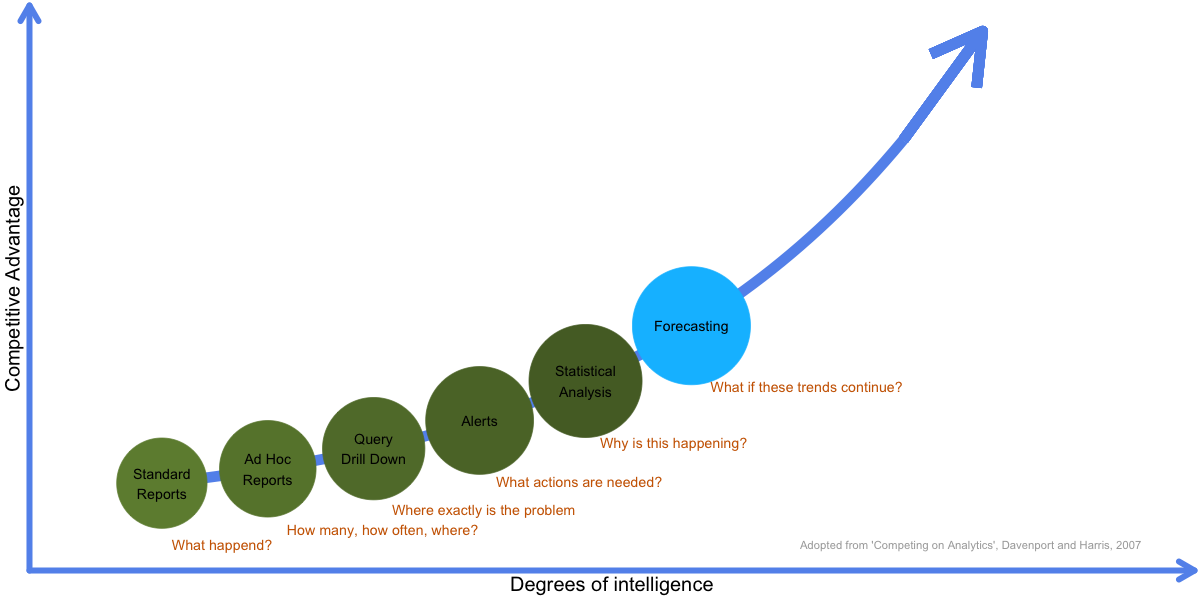 Competitive Advantage
Standard
Reports
What happend?
Ad Hoc
Reports
How many, how often, where?
Query
Drill Down
Where exactly is the problem
Alerts
What actions are needed?
Statistical
Analysis
Why is this happening?
Forecasting
What if these trends continue?
Adopted from 'Competing on Analytics', Davenport and Harris, 2007
Degrees of intelligence